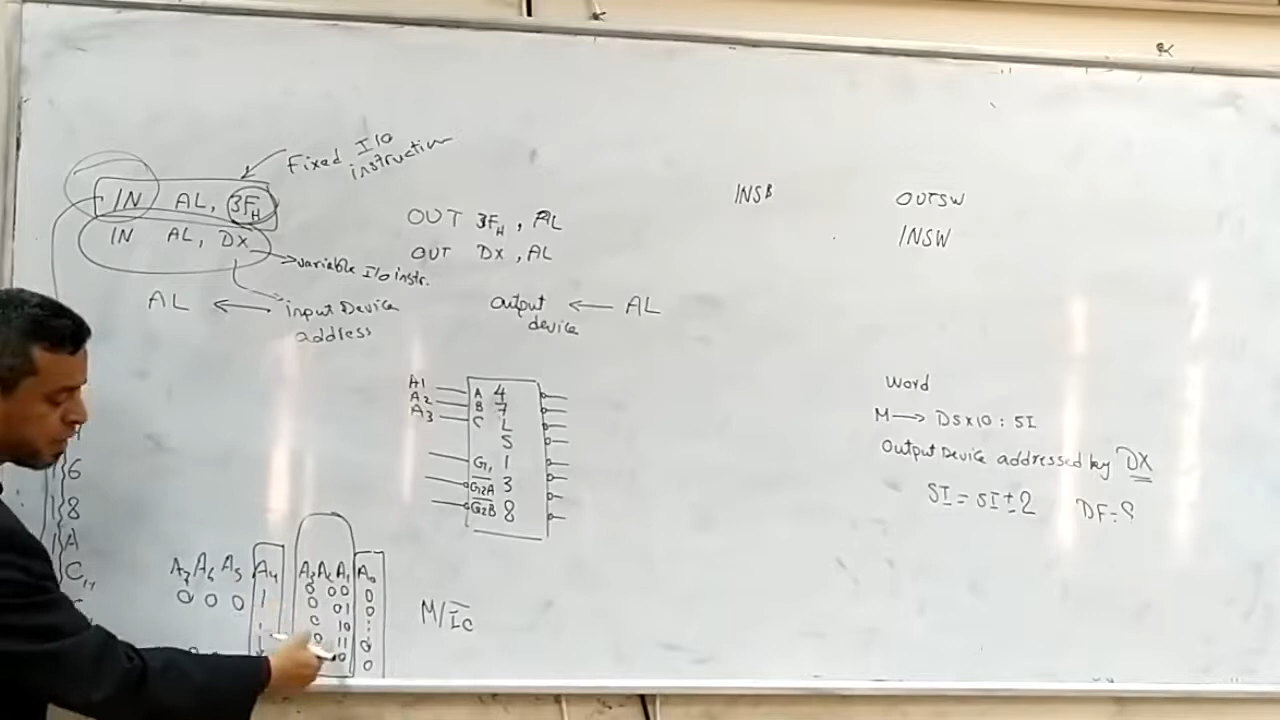 Fixed I/O
instruction
IN AL, 3FH
IN AL, DX
variable I/O instr.
AL ← input Device
address
OUT 3FH, AL
OUT DX, AL
output ← AL
device
INSB
OUTSW
INSW
A1
A2
A3
A 4
B 7
C L
S
G1 1
G2A 3
G2B 8
Word
M → DS×10 : SI
Output Device addressed by DX
SI = SI ± 2 DF=?
6
8
A
C
A7 A6 A5 A4 A3 A2 A1 A0
0 0 0 1 0 0 0 0
0 0 1 0
0 1 0
0 1 1 0
0 0
M/IO